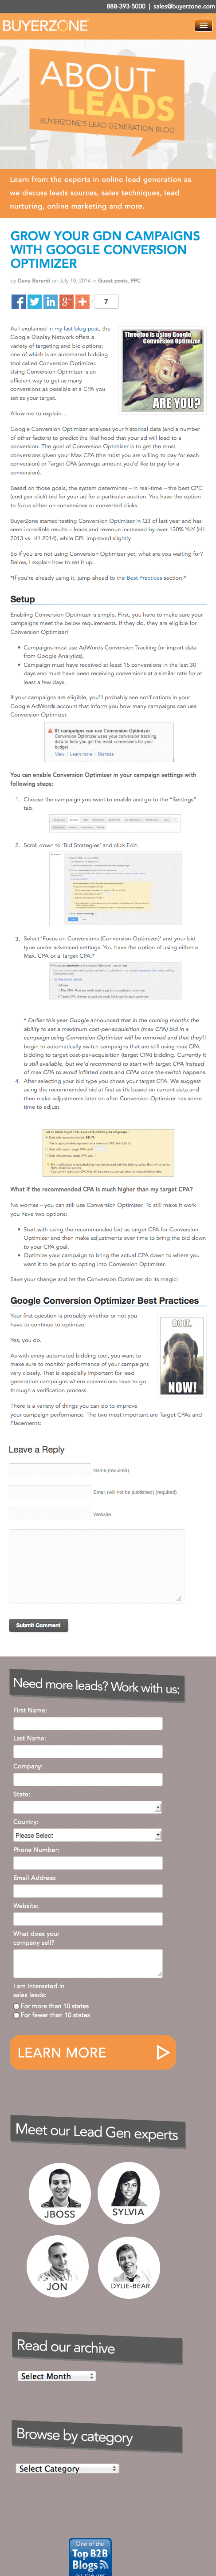 888-393-5000 | sales@buyerzone.com
BUYERZONE
ABOUT
LEADS
BUYERZONE'S LEAD GENERATION BLOG
Learn from the experts in online lead generation as
we discuss leads sources, sales techniques, lead
nurturing, online marketing and more.
GROW YOUR GDN CAMPAIGNS
WITH GOOGLE CONVERSION
OPTIMIZER
by Dana Berardi on July 10, 2014 in Guest posts, PPC
7
As I explained in my last blog post, the
Google Display Network offers a
variety of targeting and bid options;
one of which is an automated bidding
tool called Conversion Optimizer.
Using Conversion Optimizer is an
efficient way to get as many
conversions as possible at a CPA you
set as your goal.
Three he is using Google
Conversion Optimizer
ARE YOU?
Allow me to explain…
Google Conversion Optimizer analyzes your historical data (and a number
of other factors) to predict the likelihood that your ad will lead to a
conversion. The goal of Conversion Optimizer is to get the most
conversions given your Max CPA (the most you are willing to pay for each
conversion) or Target CPA (average amount you'd like to pay for a
conversion).
Based on those goals, the system determines – in real time – the best CPC
(cost per click) bid for your ad for a particular auction. You have the option
to focus either on conversions or converted clicks.
BuyerZone started testing Conversion Optimizer in Q3 of last year and has
seen incredible results – leads and revenue increased by over 130% YoY (H1
2013 vs. H1 2014), while CPL improved slightly.
So if you are not using Conversion Optimizer yet, what are you waiting for?
Below, I explain how to set it up.
*If you're already using it, jump ahead to the Best Practices section.*
Setup
Enabling Conversion Optimizer is simple. First, you have to make sure your
campaigns meet the below requirements. If they do, they are eligible for
Conversion Optimizer!
Campaigns must use AdWords Conversion Tracking (or import data
from Google Analytics).
Campaign must have received at least 15 conversions in the last 30
days and must have been receiving conversions at a similar rate for at
least a few days.
If your campaigns are eligible, you'll probably see notifications in your
Google AdWords account that inform you how many campaigns can use
Conversion Optimizer.
83 campaigns can use Conversion Optimizer
Conversion Optimizer uses your conversion tracking
data to help you get the most conversions for your
budget
View | Learn more | Dismiss
You can enable Conversion Optimizer in your campaign settings with
following steps:
1. Choose the campaign you want to enable and go to the "Settings"
tab.
2. Scroll down to 'Bid Strategies' and click Edit.
3. Select 'Focus on Conversions (Conversion Optimizer)' and your bid
type under advanced settings. You have the option of setting either a
Max. CPA or a Target CPA.*
* Earlier this year Google announced that in the coming months the
ability to set a maximum cost-per-acquisition (max CPA) bid in a
campaign using Conversion Optimizer will be removed and that they'll
begin to automatically switch campaigns that are still using max CPA
bidding to target cost-per-acquisition (target CPA) bidding. Currently it
is still available, but we'd recommend to start with target CPA instead
of max CPA to avoid inflated costs and CPAs once the switch happens.
4. After selecting your bid type you chose your target CPA. We suggest
using the recommended bid at first as it's based on current data and
then make adjustments later on after Conversion Optimizer has some
time to adjust.
What if the recommended CPA is much higher than my target CPA?
No worries – you can still use Conversion Optimizer. To still make it work
you have two options:
Start with using the recommended bid as target CPA for Conversion
Optimizer and then make adjustments over time to bring the bid down
to your CPA goal.
Optimize your campaign to bring the actual CPA down to where you
want it to be prior to opting into Conversion Optimizer.
Save your change and let the Conversion Optimizer do its magic!
Google Conversion Optimizer Best Practices
Your first question is probably whether or not you
have to continue to optimize.
DO IT.
NOW!
Yes, you do.
As with every automated bidding tool, you want to
make sure to monitor performance of your campaigns
very closely. That is especially important for lead
generation campaigns where conversions have to go
through a verification process.
There is a variety of things you can do to improve
your campaign performance. The two most important are Target CPAs and
Placements:
Leave a Reply
Name (required)
Email (will not be published) (required)
Website
Submit Comment
Need more leads? Work with us:
First Name:
Last Name:
Company:
State:
Country:
Please Select
Phone Number:
Email Address:
Website:
What does your
company sell?
I am interested in
sales leads:
For more than 10 states
For fewer than 10 states
LEARN MORE
Meet our Lead Gen experts
JBOSS
SYLVIA
JON
DYLIE-BEAR
Read our archive
Select Month
Browse by category
Select Category
One of the
Top B2B
Blogs
on the net